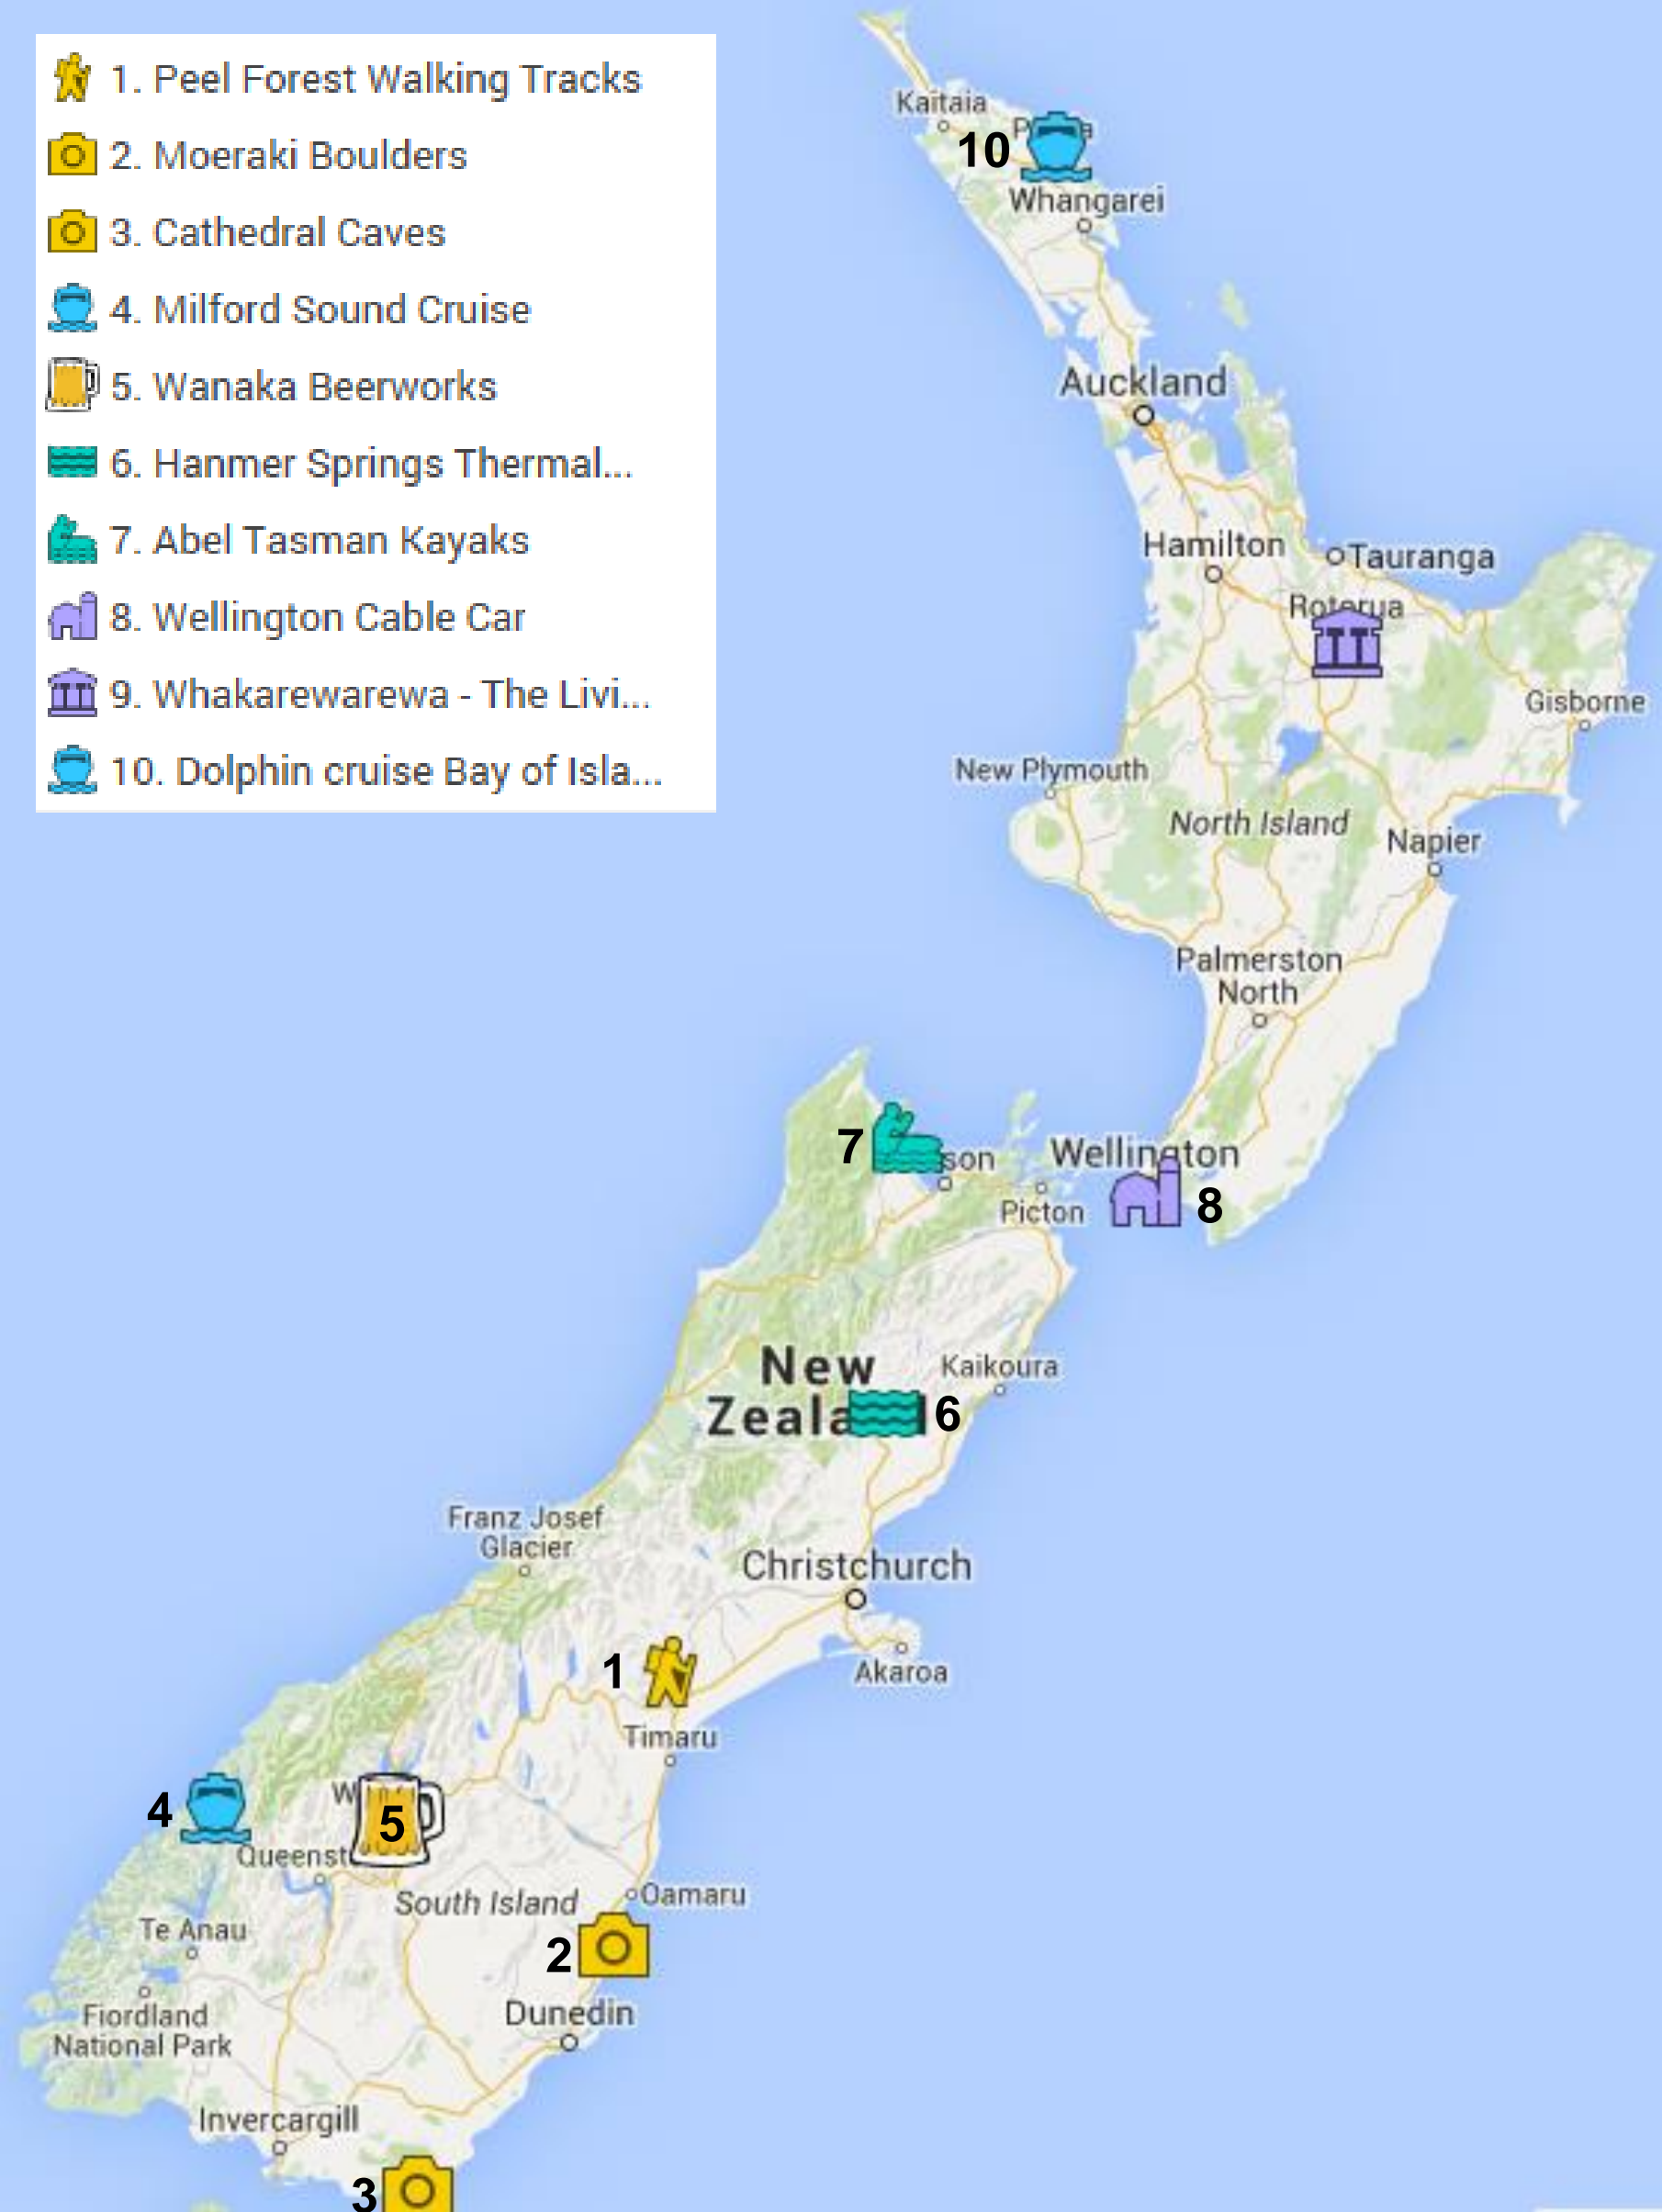 1. Peel Forest Walking Tracks
2. Moeraki Boulders
3. Cathedral Caves
4. Milford Sound Cruise
5. Wanaka Beerworks
6. Hanmer Springs Thermal...
7. Abel Tasman Kayaks
8. Wellington Cable Car
9. Whakarewarewa - The Livi...
10. Dolphin cruise Bay of Isla...
Kaitaia
10
Whangarei
Auckland
Hamilton
Tauranga
Rotorua
Gisborne
New Plymouth
North Island
Napier
Palmerston
North
7
son
Wellington
Picton
8
New
Kaikoura
Zeala
6
Franz Josef
Glacier
Christchurch
1
Akaroa
Timaru
4
5
Queenst
South Island
Oamaru
Te Anau
2
Fiordland
National Park
Dunedin
Invercargill
3